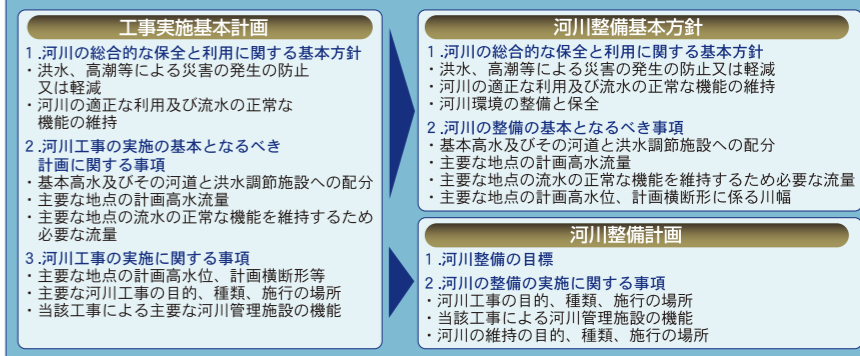 工事実施基本計画
1.河川の総合的な保全と利用に関する基本方針
・洪水、高潮等による災害の発生の防止
又は軽減
・河川の適正な利用及び流水の正常な
機能の維持
2.河川工事の実施の基本となるべき
計画に関する事項
・基本高水及びその河道と洪水調節施設への配分
・主要な地点の計画高水流量
・主要な地点の流水の正常な機能を維持するため
必要な流量
3.河川工事の実施に関する事項
・主要な地点の計画高水位、計画横断形等
・主要な河川工事の目的、種類、施行の場所
・当該工事による主要な河川管理施設の機能
河川整備基本方針
1.河川の総合的な保全と利用に関する基本方針
・洪水、高潮等による災害の発生の防止又は軽減
・河川の適正な利用及び流水の正常な機能の維持
・河川環境の整備と保全
2.河川の整備の基本となるべき事項
・基本高水及びその河道と洪水調節施設への配分
・主要な地点の計画高水流量
・主要な地点の流水の正常な機能を維持するため必要な流量
・主要な地点の計画高水位、計画横断形に係る川幅
河川整備計画
1.河川整備の目標
2.河川の整備の実施に関する事項
・河川工事の目的、種類、施行の場所
・当該工事による河川管理施設の機能
・河川の維持の目的、種類、施行の場所